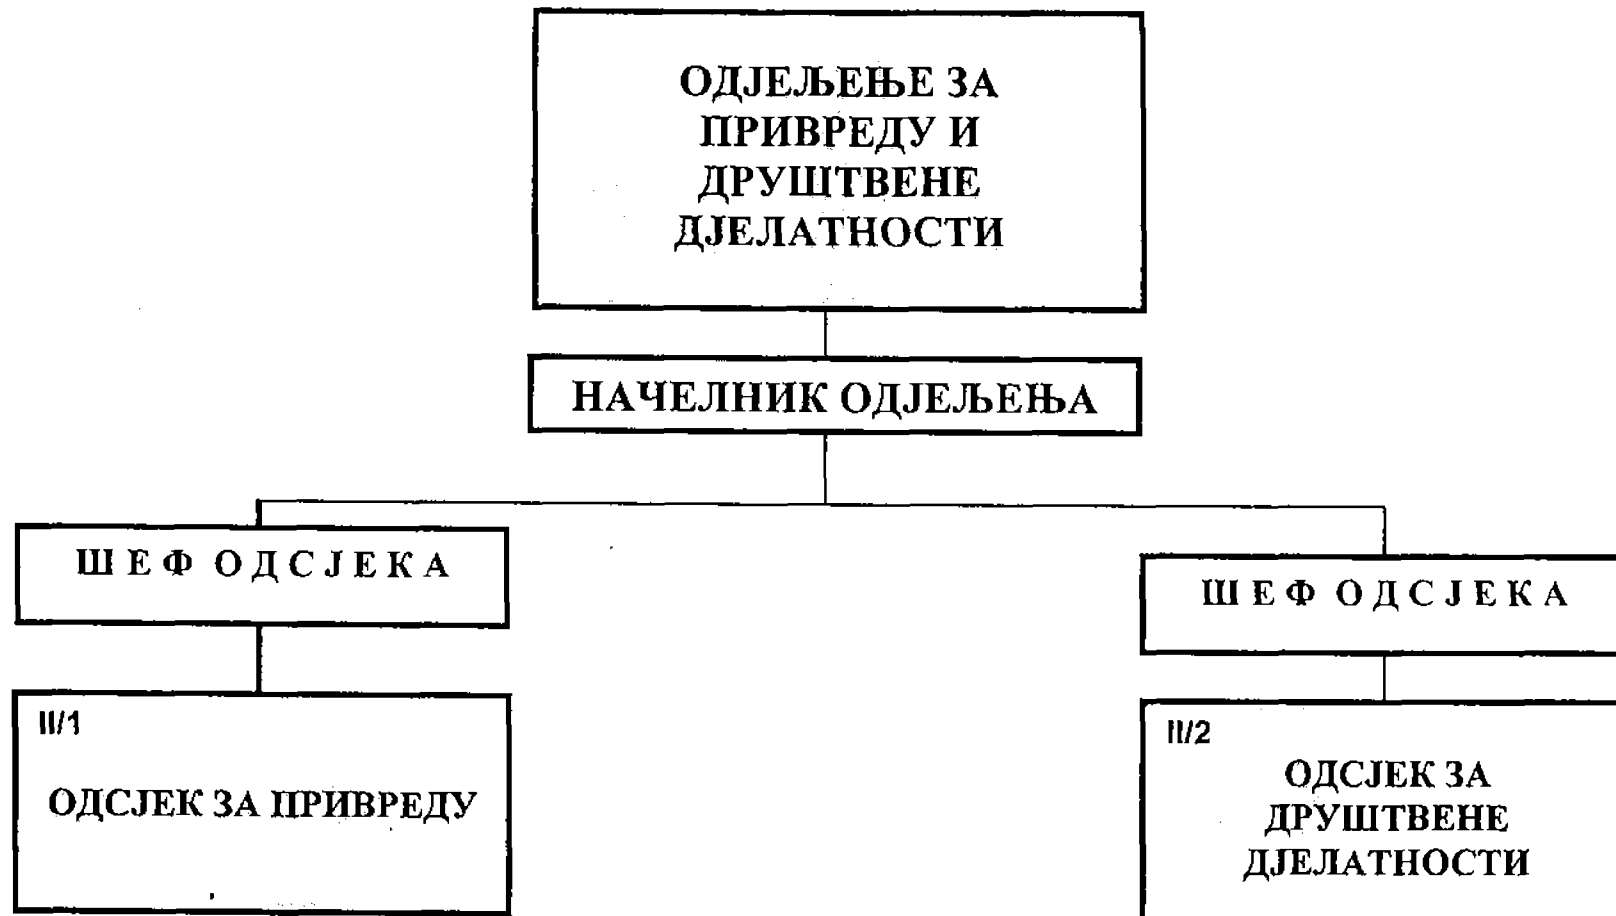 ОДЈЕЉЕЊЕ ЗА
ПРИВРЕДУ И
ДРУШТВЕНЕ
ДЈЕЛАТНОСТИ
НАЧЕЛНИК ОДЈЕЉЕЊА
Ш Е Ф О Д С Ј Е К А
Ш Е Ф О Д С Ј Е К А
II/1
ОДСЈЕК ЗА ПРИВРЕДУ
II/2
ОДСЈЕК ЗА
ДРУШТВЕНЕ
ДЈЕЛАТНОСТИ